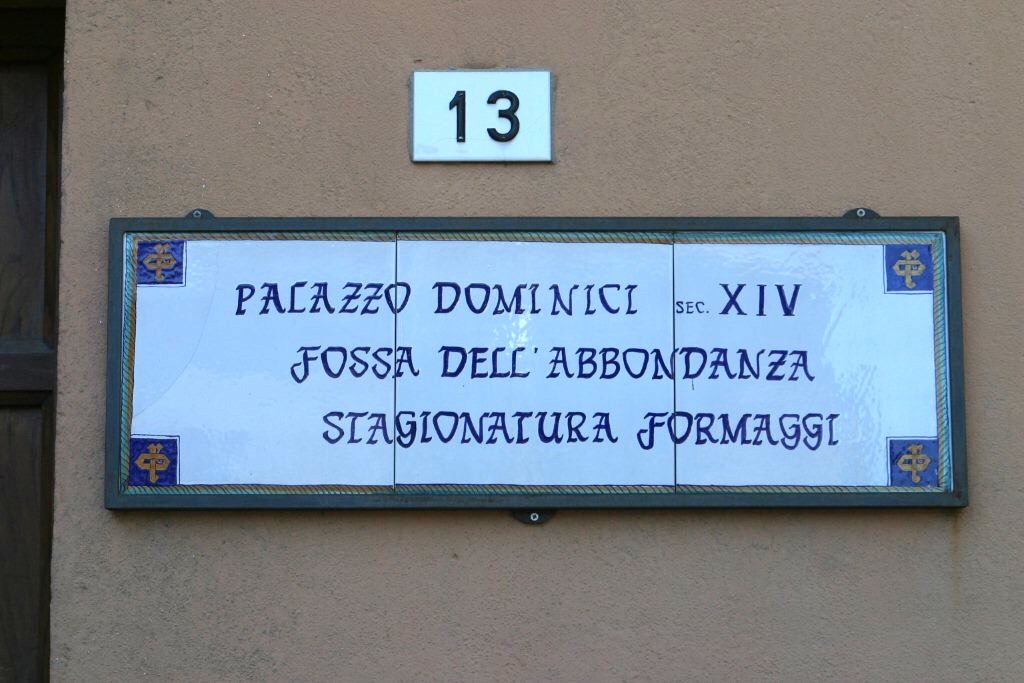 13
PALAZZO DOMINICI SEC. XIV
FOSSA DELL'ABBONDANZA
STAGIONATURA FORMAGGI